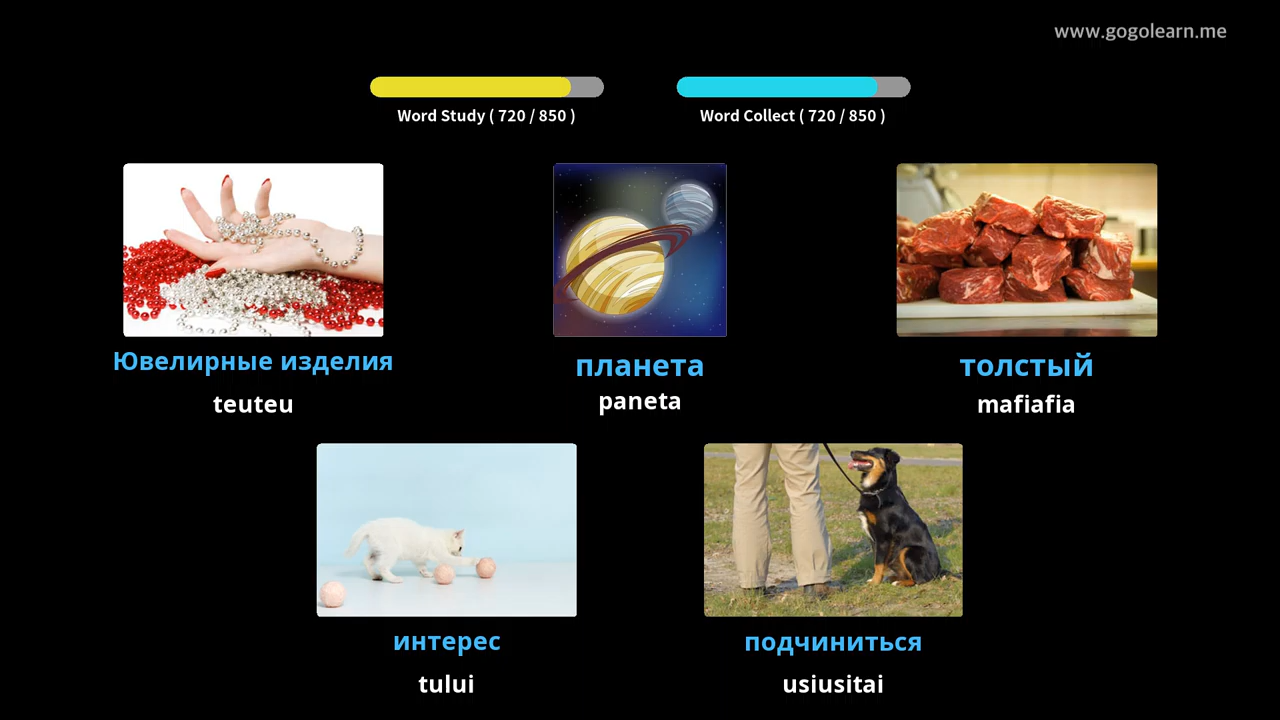 www.gogolearn.me
Word Study ( 720 / 850 )
Word Collect ( 720 / 850 )
Ювелирные изделия
teuteu
планета
paneta
толстый
mafiafia
интерес
tului
подчиниться
usiusitai